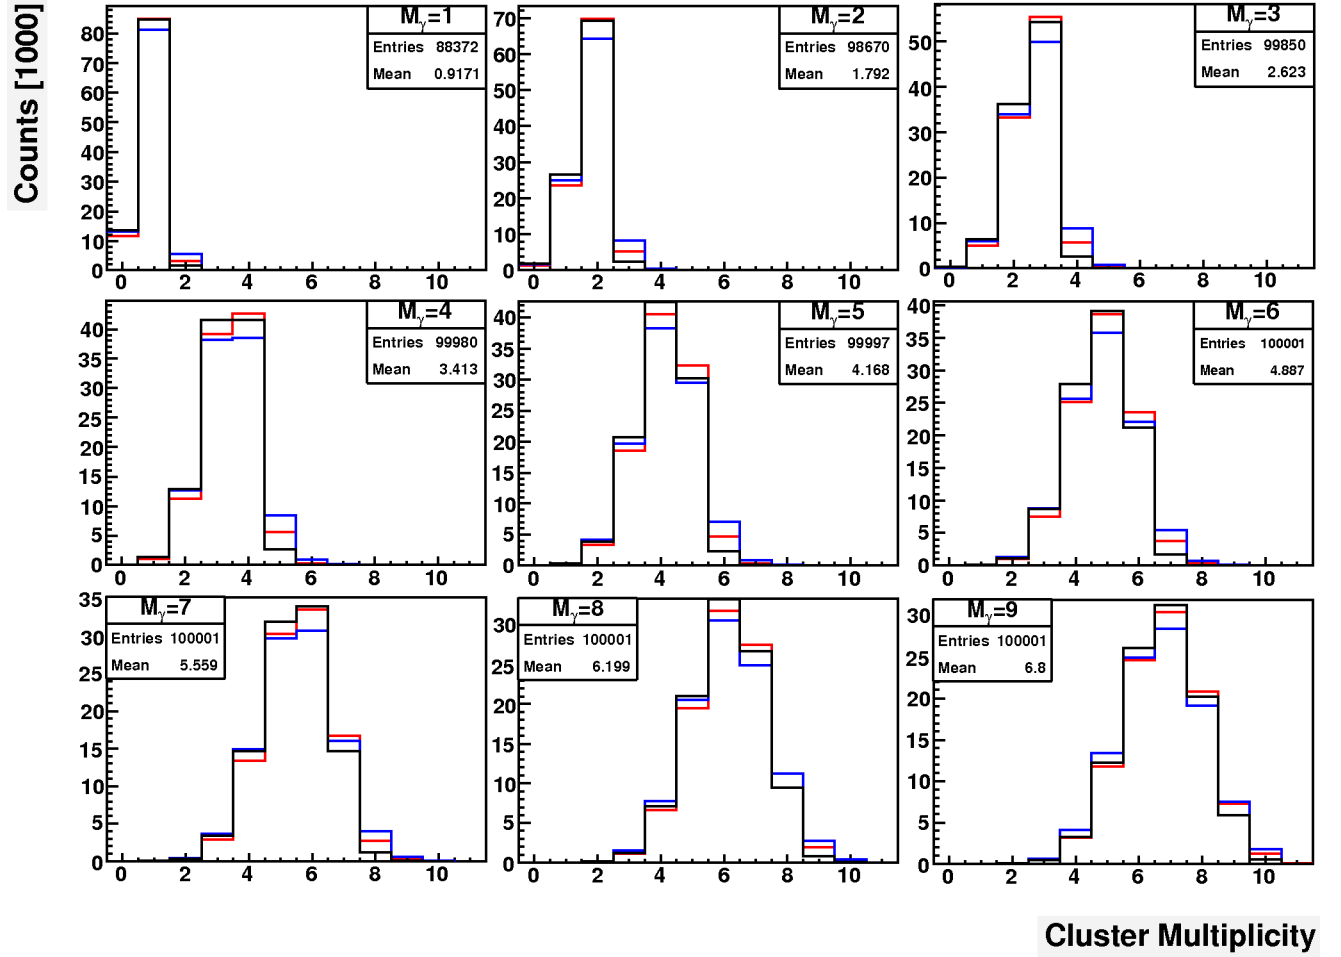 Counts [1000]
Mγ=1
Entries 88372
Mean 0.9171
80
70
60
50
40
30
20
10
0
0 2 4 6 8 10
Mγ=2
Entries 98670
Mean 1.792
70
60
50
40
30
20
10
0
0 2 4 6 8 10
Mγ=3
Entries 99850
Mean 2.623
50
40
30
20
10
0
0 2 4 6 8 10
Mγ=4
Entries 99980
Mean 3.413
40
35
30
25
20
15
10
5
0
0 2 4 6 8 10
Mγ=5
Entries 99997
Mean 4.168
40
35
30
25
20
15
10
5
0
0 2 4 6 8 10
Mγ=6
Entries 100001
Mean 4.887
40
35
30
25
20
15
10
5
0
0 2 4 6 8 10
Mγ=7
Entries 100001
Mean 5.559
35
30
20
15
10
5
0
0 2 4 6 8 10
Mγ=8
Entries 100001
Mean 6.199
30
25
20
15
10
5
0
0 2 4 6 8 10
Mγ=9
Entries 100001
Mean 6.8
30
25
20
15
10
5
0
0 2 4 6 8 10
Cluster Multiplicity